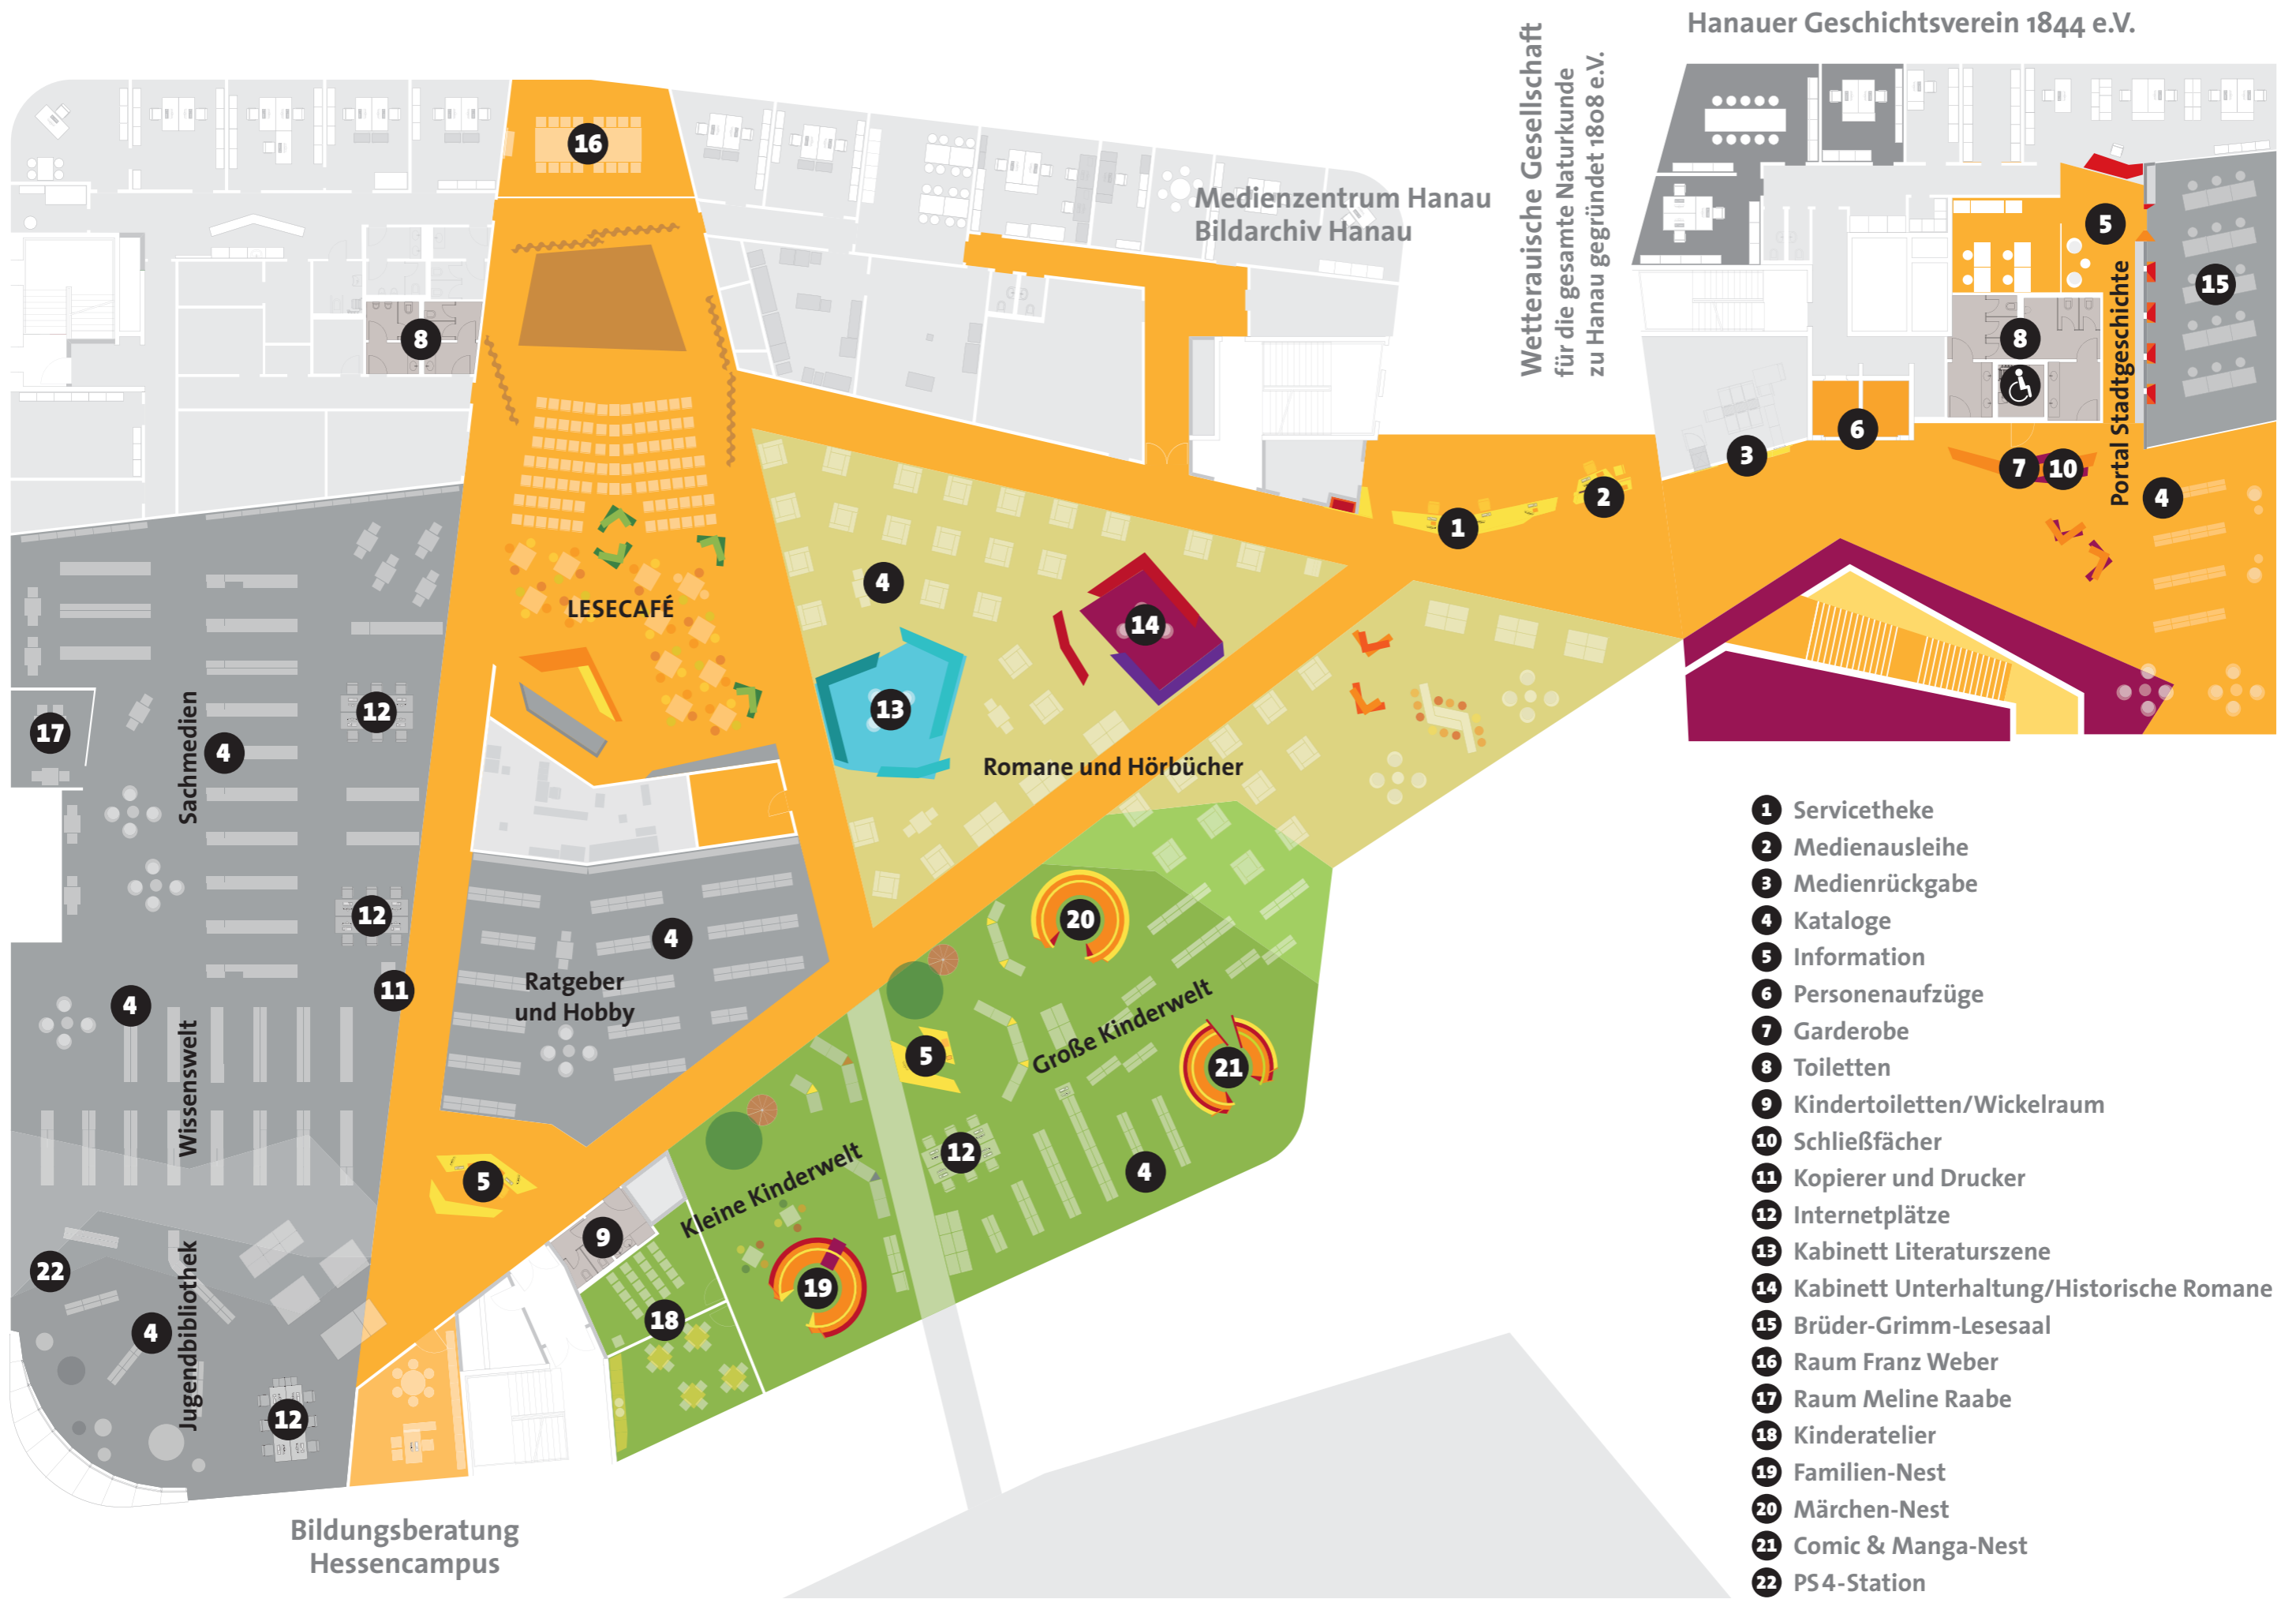 Hanauer Geschichtsverein 1844 e.V.
Wetterauische Gesellschaft
für die gesamte Naturkunde
zu Hanau gegründet 1808 e.V.
16
Medienzentrum Hanau
Bildarchiv Hanau
5
15
Portal Stadtgeschichte
8
8
6
3
7
10
4
2
1
4
LESECAFÉ
14
13
12
17
Sachmedien
4
Romane und Hörbücher
12
4
20
Ratgeber
und Hobby
11
4
Wissenswelt
5
Große Kinderwelt
21
12
4
5
Kleine Kinderwelt
9
22
Jugendbibliothek
4
19
18
12
Bildungsberatung
Hessencampus
1 Servicetheke
2 Medienausleihe
3 Medienrückgabe
4 Kataloge
5 Information
6 Personenaufzüge
7 Garderobe
8 Toiletten
9 Kindertoiletten/Wickelraum
10 Schließfächer
11 Kopierer und Drucker
12 Internetplätze
13 Kabinett Literaturszene
14 Kabinett Unterhaltung/Historische Romane
15 Brüder-Grimm-Lesesaal
16 Raum Franz Weber
17 Raum Meline Raabe
18 Kinderatelier
19 Familien-Nest
20 Märchen-Nest
21 Comic & Manga-Nest
22 PS4-Station